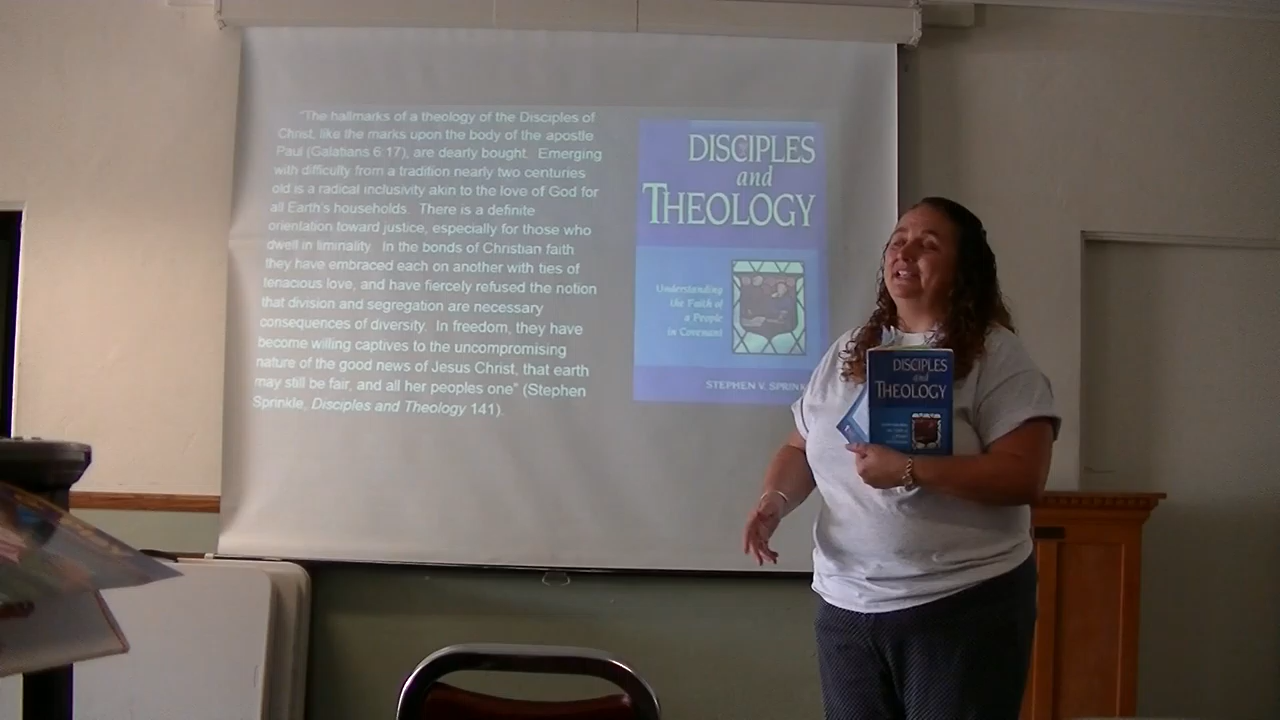 "The hallmarks of a theology of the Disciples of
Christ, like the marks upon the body of the apostle
Paul (Galatians 6:17), are dearly bought. Emerging
with difficulty from a tradition nearly two centuries
old is a radical inclusivity akin to the love of God for
all Earth's households. There is a definite
orientation toward justice, especially for those who
dwell in liminality. In the bonds of Christian faith
they have embraced each on another with ties of
tenacious love, and have fiercely refused the notion
that division and segregation are necessary
consequences of diversity. In freedom, they have
become willing captives to the uncompromising
nature of the good news of Jesus Christ, that earth
may still be fair, and all her peoples one" (Stephen
Sprinkle, Disciples and Theology 141).
DISCIPLES
and
THEOLOGY
Understanding
the Faith of
a People
in Covenant
STEPHEN V. SPRINK
DISCIPLES
and
THEOLOGY